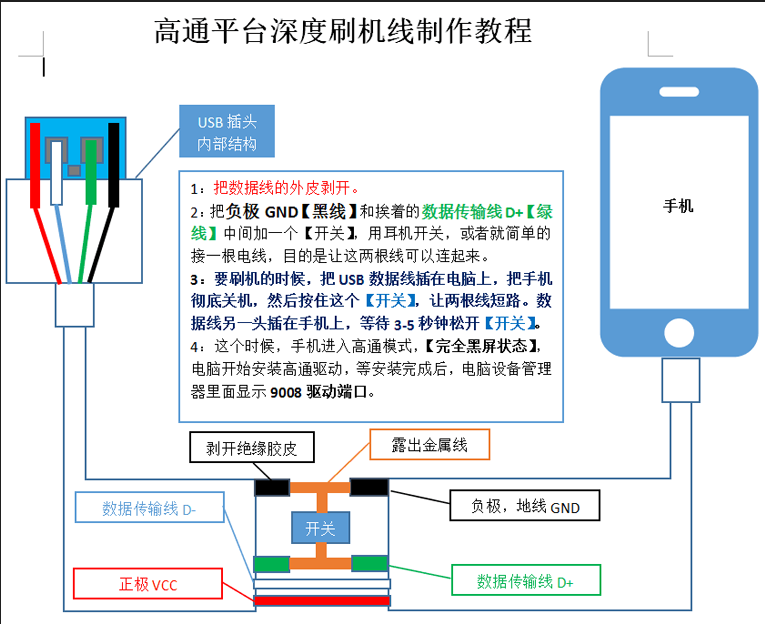 高通平台深度刷机线制作教程
USB 插头
内部结构
1：把数据线的外皮剥开。
2：把负极 GND【黑线】和挨着的数据传输线 D+【绿
线】中间加一个【开关】，用耳机开关，或者就简单的
接一根电线，目的是让这两根线可以连起来。
3：要刷机的时候，把 USB 数据线插在电脑上，把手机
彻底关机，然后按住这个【开关】，让两根线短路。数
据线另一头插在手机上，等待 3-5 秒钟松开【开关】。
4：这个时候，手机进入高通模式，【完全黑屏状态】，
电脑开始安装高通驱动，等安装完成后，电脑设备管理
器里面显示 9008 驱动端口。
手机
剥开绝缘胶皮
露出金属线
数据传输线 D-
开关
负极，地线 GND
正极 VCC
数据传输线 D+